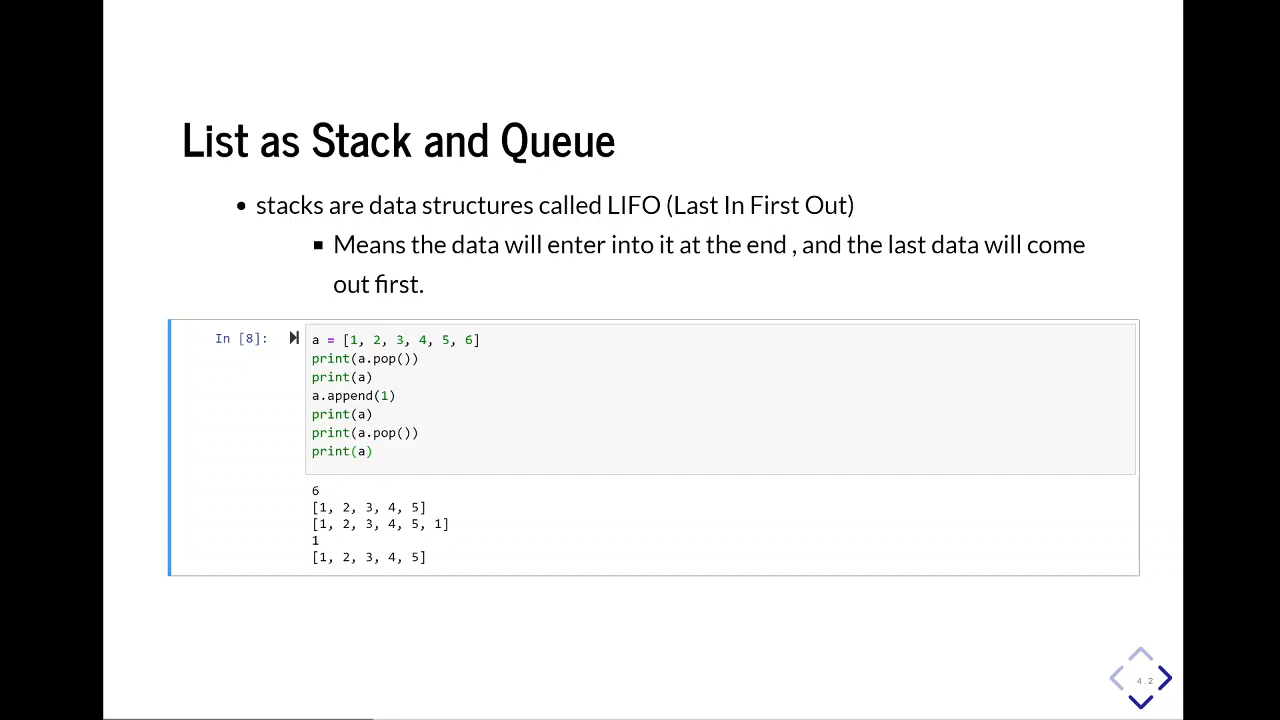 List as Stack and Queue
• stacks are data structures called LIFO (Last In First Out)
▪ Means the data will enter into it at the end , and the last data will come
out first.
In [8]:
a = [1, 2, 3, 4, 5, 6]
print(a.pop())
print(a)
a.append(1)
print(a)
print(a.pop())
print(a)
6
[1, 2, 3, 4, 5]
[1, 2, 3, 4, 5, 1]
1
[1, 2, 3, 4, 5]
4.2